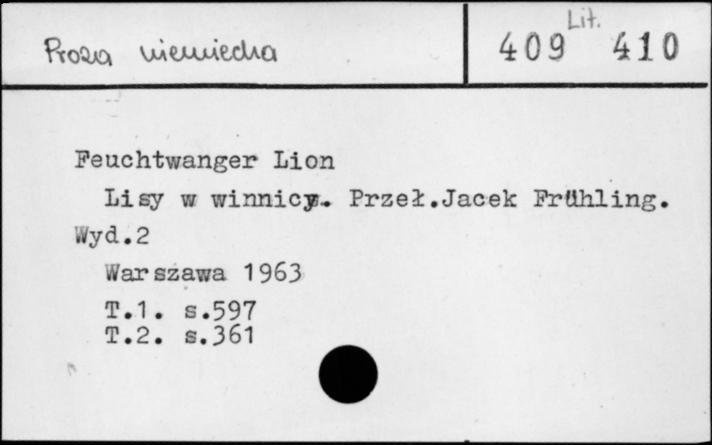 Proza niemiecka
Lit.
409 410
Feuchtwanger Lion
Lisy w winnicy. Przeł.Jacek Frühling.
Wyd.2
Warszawa 1963
T.1. s.597
T.2. s.361